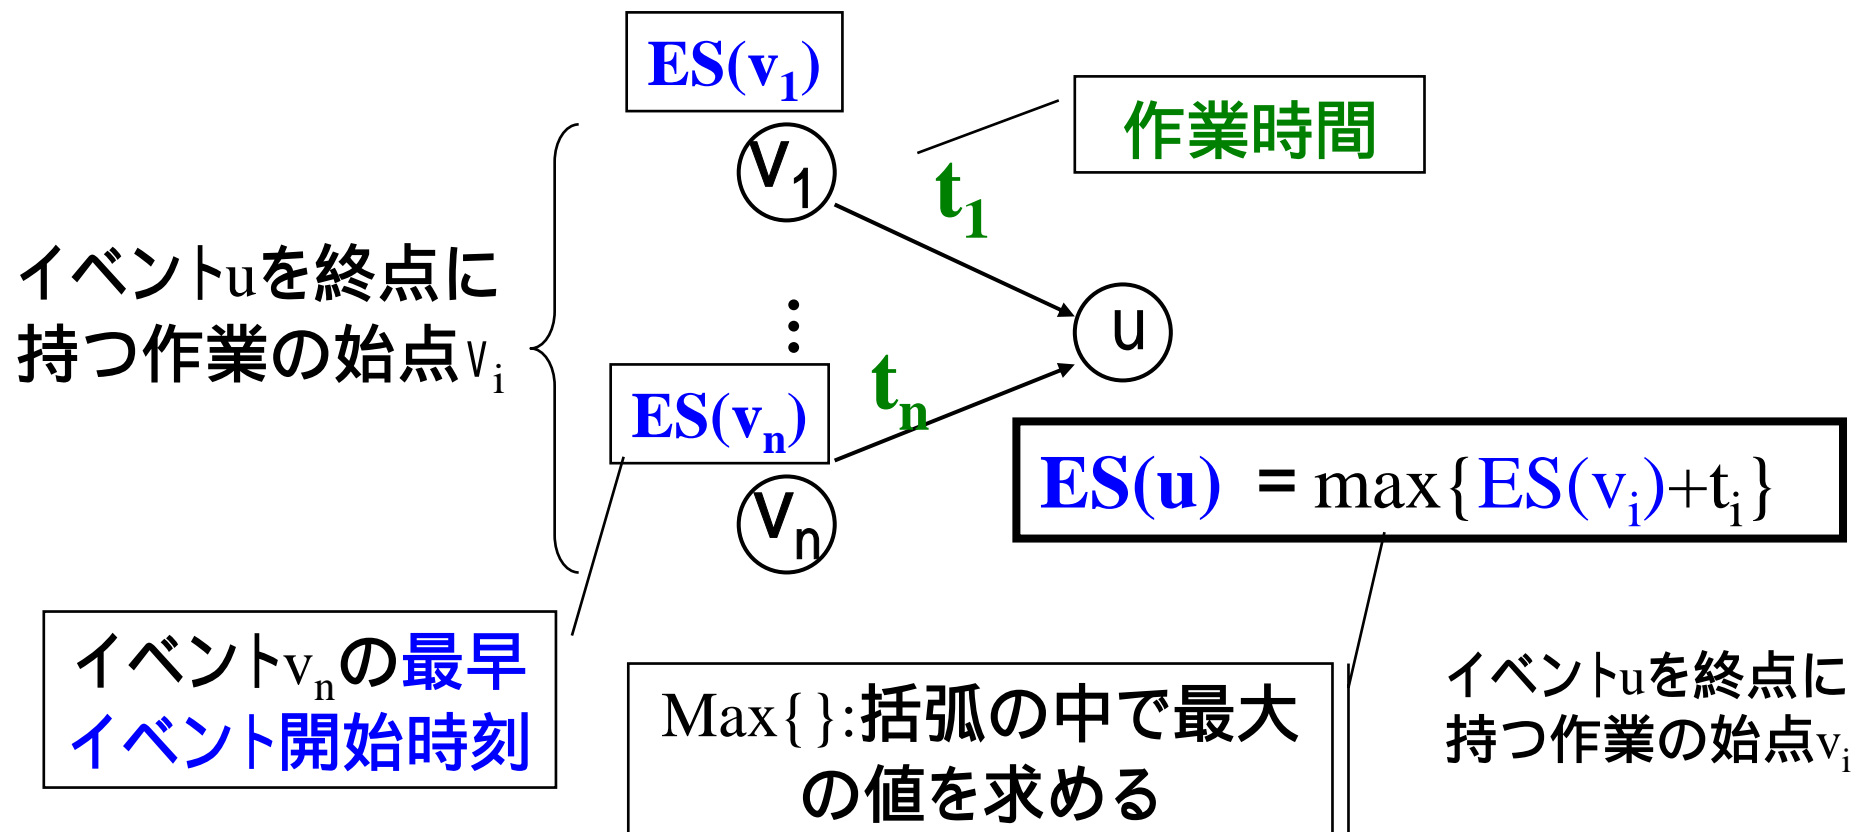 ES(v₁)
作業時間
v₁
t₁
イベントuを終点に
持つ作業の始点vᵢ
⋮
u
tₙ
ES(vₙ)
ES(u) = max{ES(vᵢ)+tᵢ}
vₙ
イベントvₙの最早
イベント開始時刻
Max{}:括弧の中で最大
の値を求める
イベントuを終点に
持つ作業の始点vᵢ